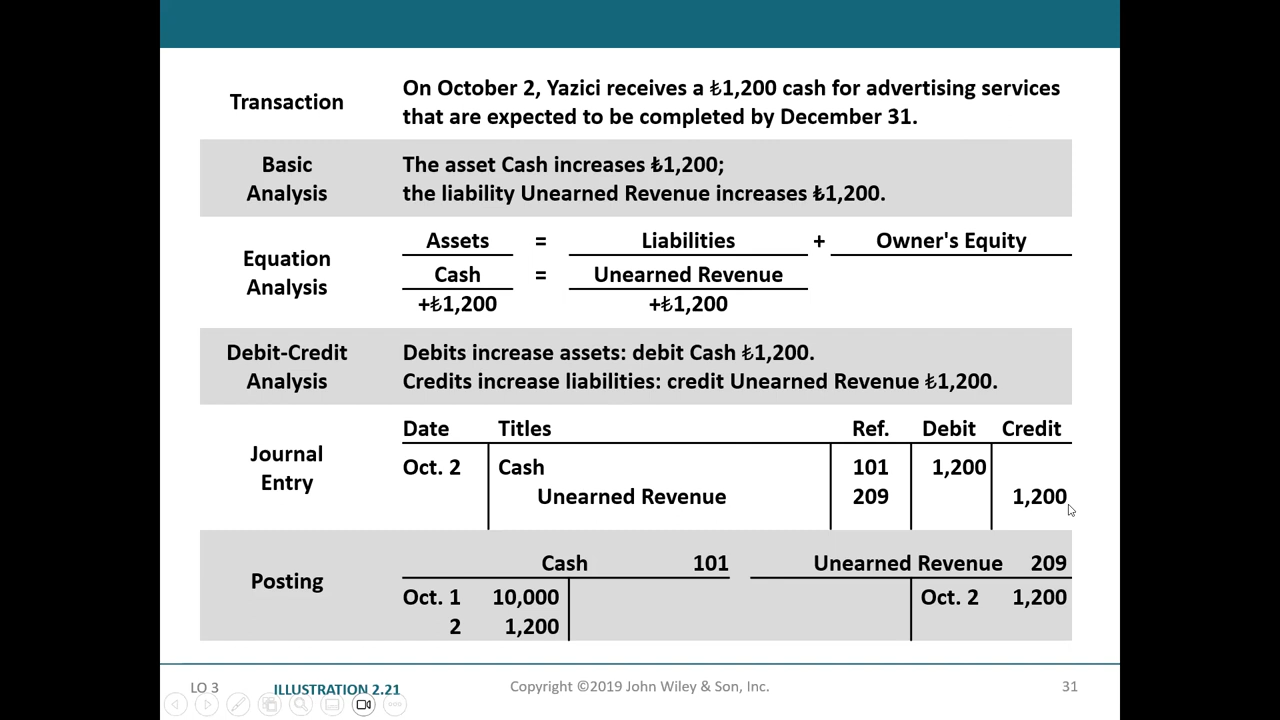 Transaction
On October 2, Yazici receives a ₺1,200 cash for advertising services
that are expected to be completed by December 31.
Basic
Analysis
The asset Cash increases ₺1,200;
the liability Unearned Revenue increases ₺1,200.
Equation
Analysis
Assets = Liabilities + Owner's Equity
Cash = Unearned Revenue
+₺1,200 +₺1,200
Debit-Credit
Analysis
Debits increase assets: debit Cash ₺1,200.
Credits increase liabilities: credit Unearned Revenue ₺1,200.
Journal
Entry
Date Titles Ref. Debit Credit
Oct. 2 Cash 101 1,200
Unearned Revenue 209 1,200
Posting
Cash 101 Unearned Revenue 209
Oct. 1 10,000 Oct. 2 1,200
2 1,200
LO 3 ILLUSTRATION 2.21 Copyright ©2019 John Wiley & Son, Inc. 31